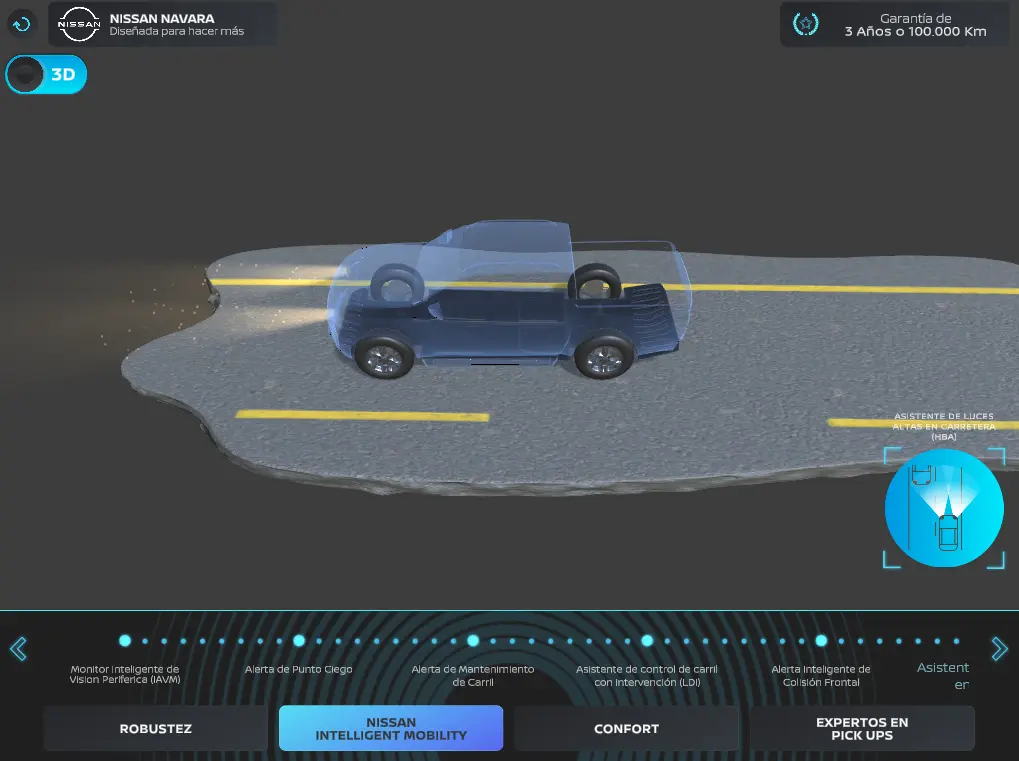 NISSAN
NISSAN NAVARA
Diseñada para hacer más
Garantía de
3 Años o 100.000 Km
3D
ASISTENTE DE LUCES
ALTAS EN CARRETERA
(HBA)
Monitor Inteligente de
Vision Periferica (IAVM)
Alerta de Punto Ciego
Alerta de Mantenimiento
de Carril
Asistente de control de carril
con Intervención (LDI)
Alerta Inteligente de
Colisión Frontal
Asistent
er
ROBUSTEZ
NISSAN
INTELLIGENT MOBILITY
CONFORT
EXPERTOS EN
PICK UPS